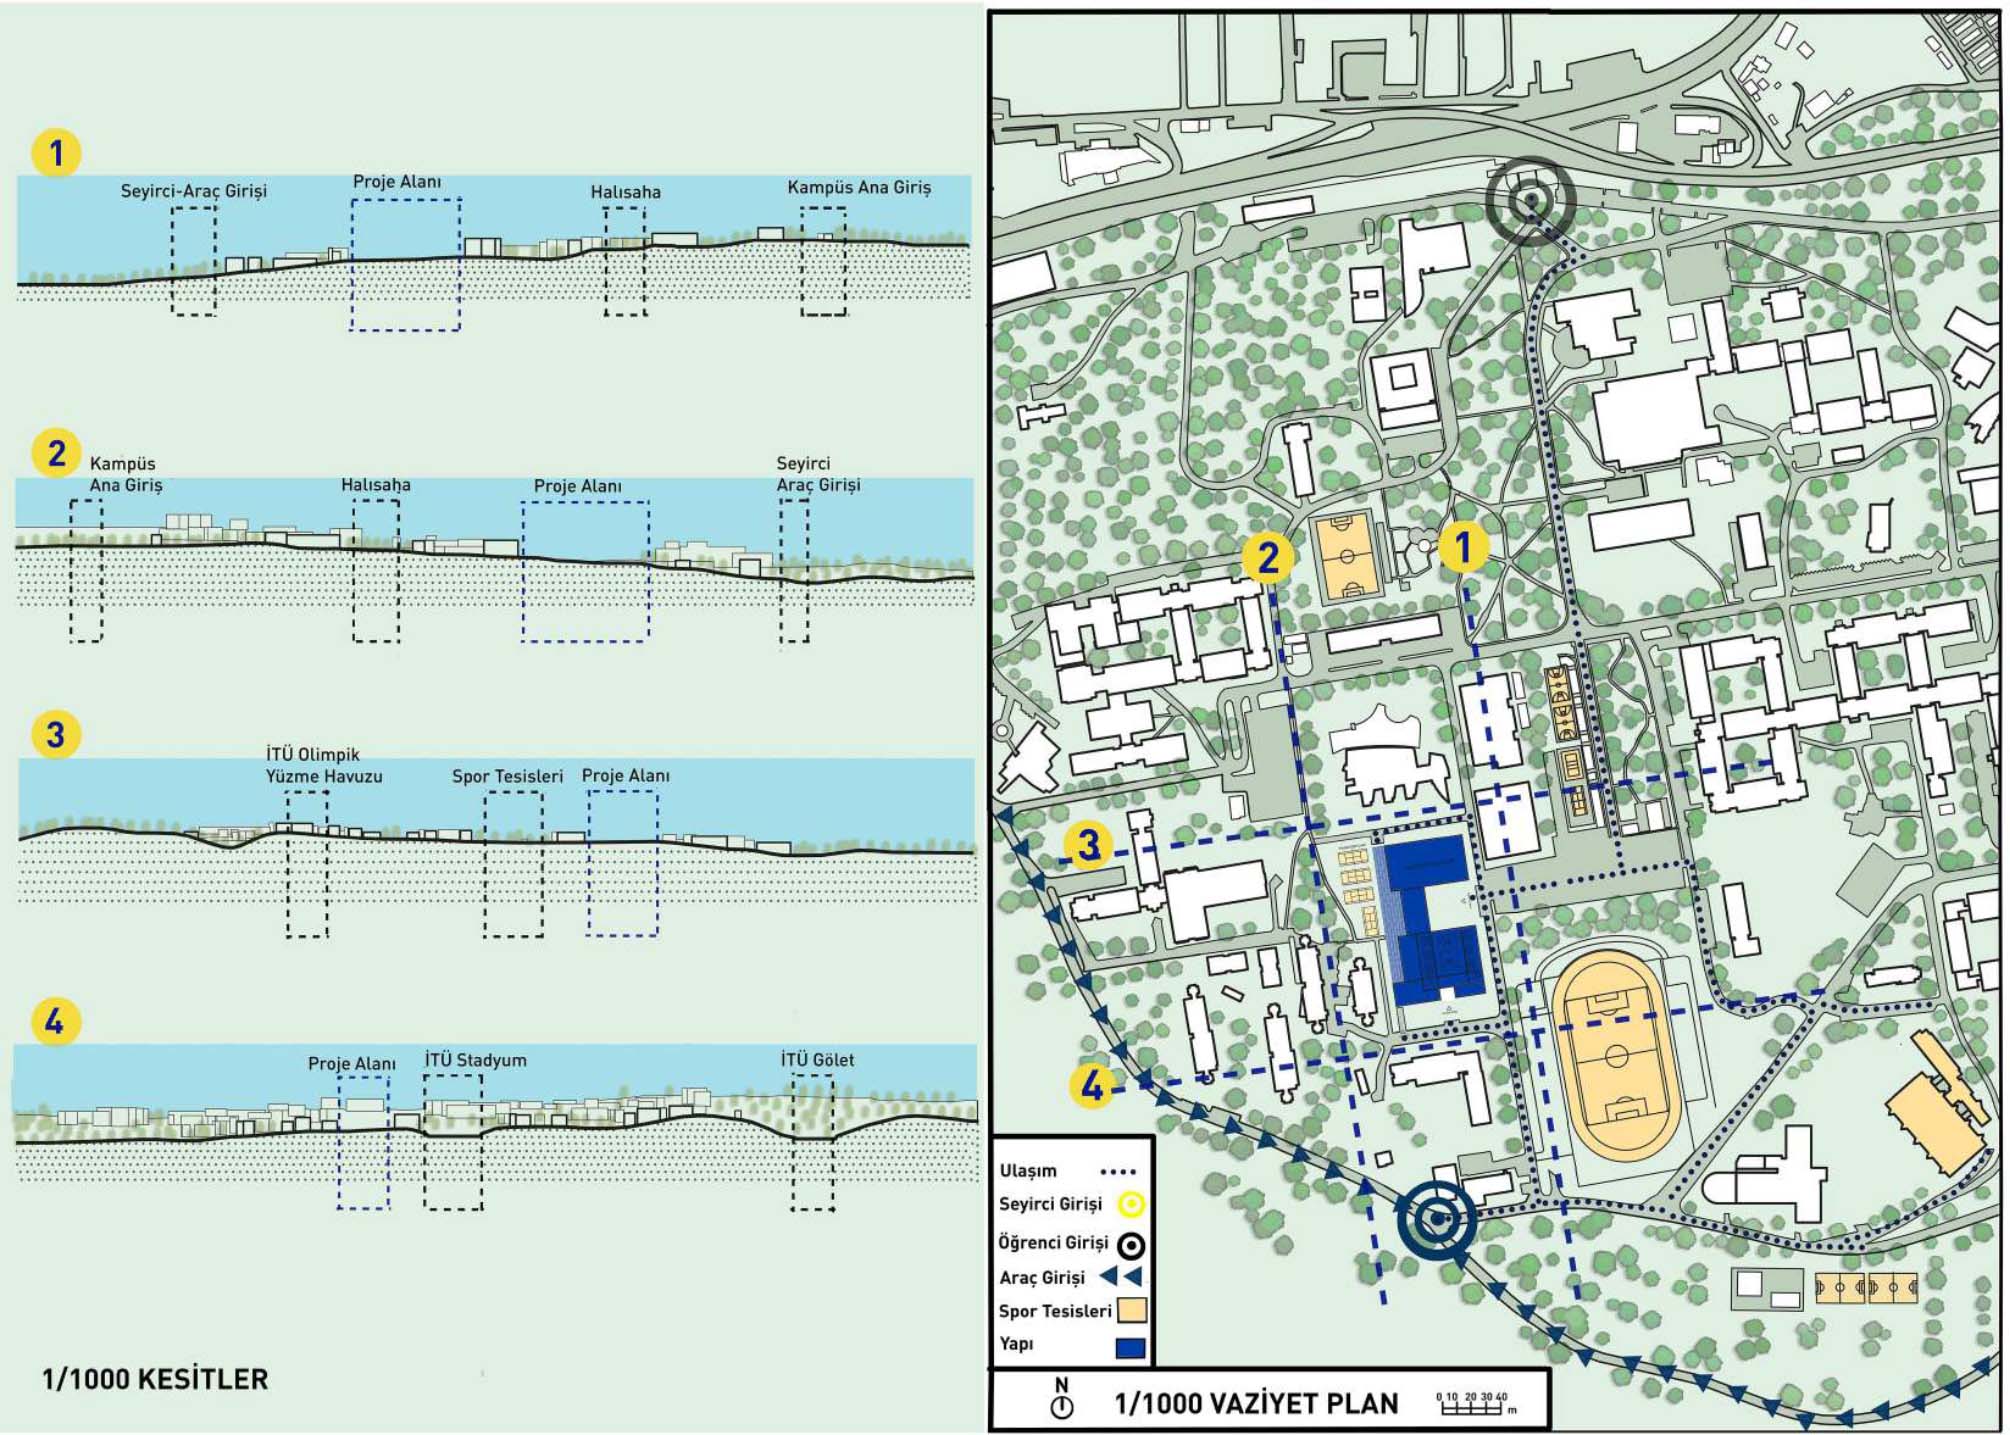 1
Seyirci-Araç Girişi
Proje Alanı
Halısaha
Kampüs Ana Giriş
2
Kampüs
Ana Giriş
Halısaha
Proje Alanı
Seyirci
Araç Girişi
3
İTÜ Olimpik
Yüzme Havuzu
Spor Tesisleri
Proje Alanı
4
Proje Alanı
İTÜ Stadyum
İTÜ Gölet
1/1000 KESİTLER
2
1
3
4
Ulaşım
Seyirci Girişi
Öğrenci Girişi
Araç Girişi
Spor Tesisleri
Yapı
N
1/1000 VAZİYET PLAN
0 10 20 30 40
m